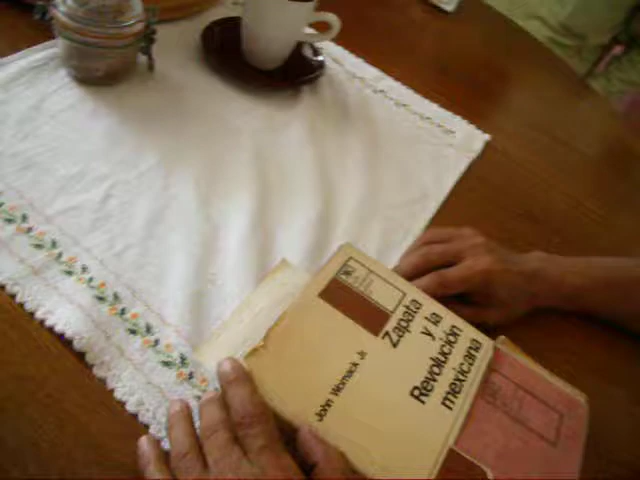 Zapata
y la
Revolución
mexicana
John Womack Jr.